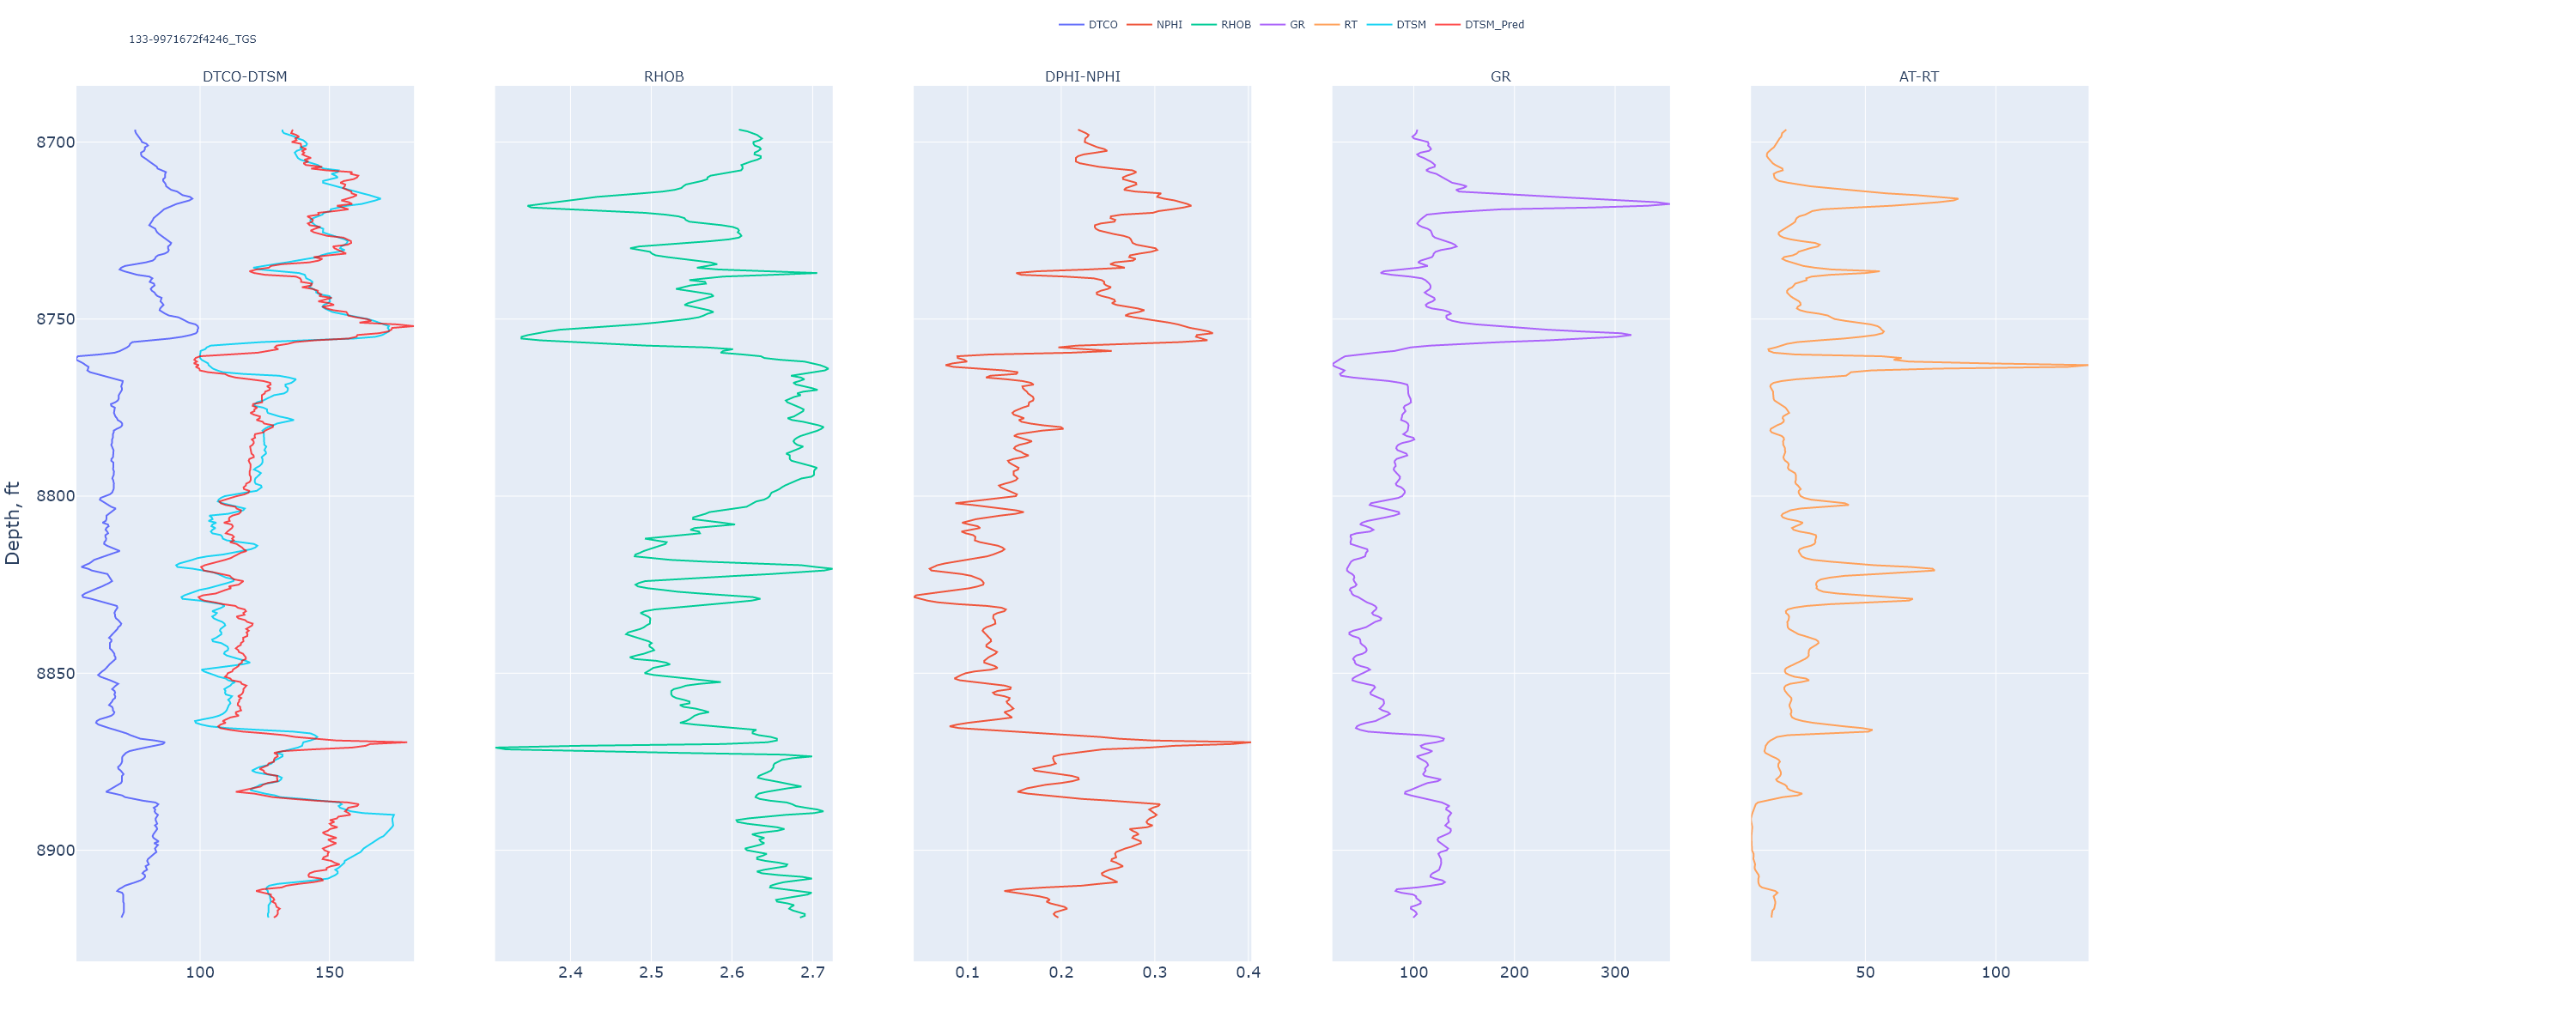 DTCO NPHI RHOB GR RT DTSM DTSM_Pred
133-9971672f4246_TGS
DTCO-DTSM RHOB DPHI-NPHI GR AT-RT
8700
8750
8800
8850
8900
Depth, ft
100 150 2.4 2.5 2.6 2.7 0.1 0.2 0.3 0.4 100 200 300 50 100